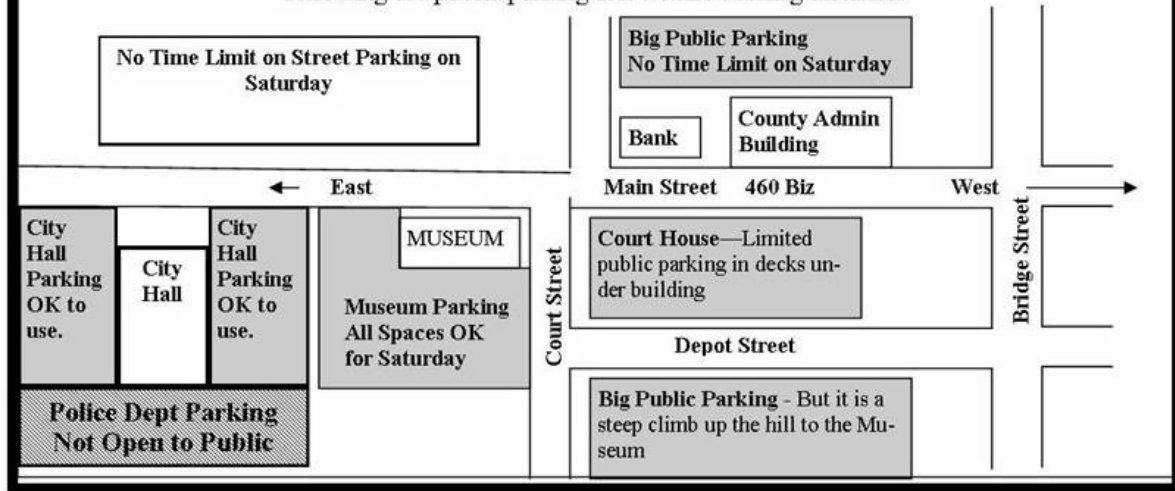 No Time Limit on Street Parking on
Saturday
Big Public Parking
No Time Limit on Saturday
Bank
County Admin
Building
East
Main Street 460 Biz
West
City
Hall
Parking
OK to
use.
City
Hall
City
Hall
Parking
OK to
use.
MUSEUM
Museum Parking
All Spaces OK
for Saturday
Court Street
Court House—Limited
public parking in decks un-
der building
Bridge Street
Depot Street
Police Dept Parking
Not Open to Public
Big Public Parking - But it is a
steep climb up the hill to the Mu-
seum